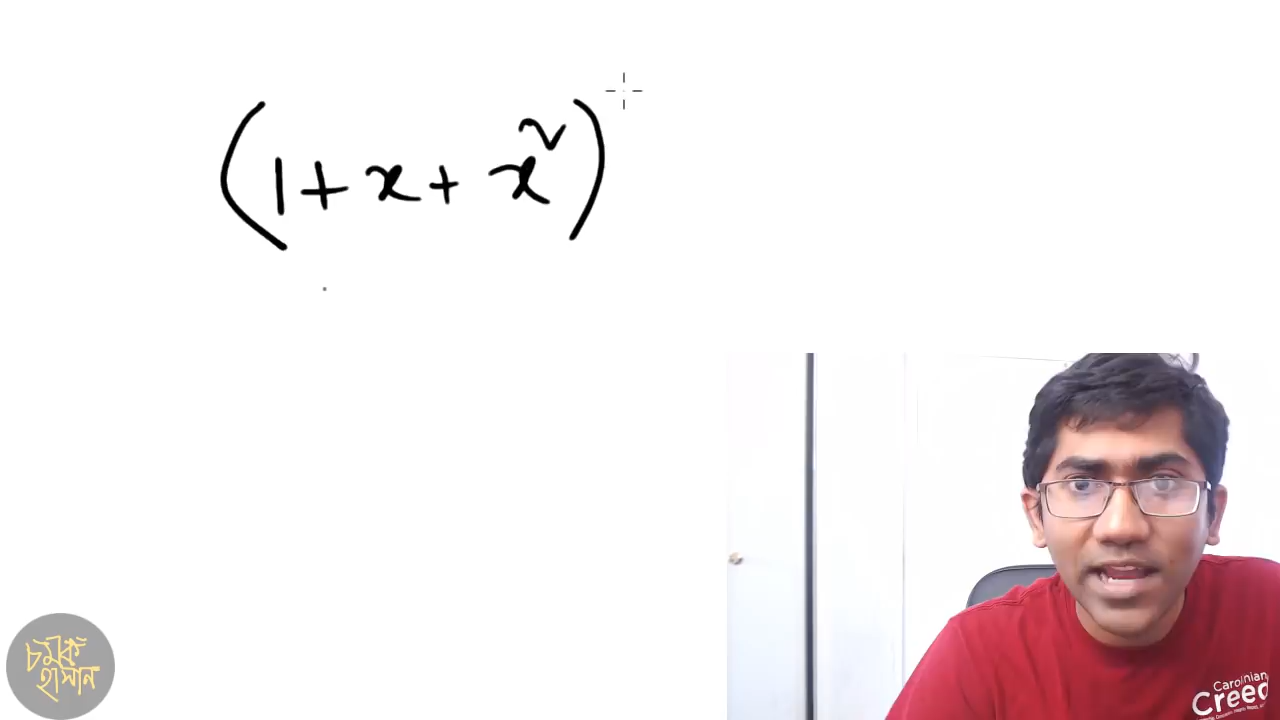 (1 + x + x²)
চমক
হাসান
Carolinian
Creed